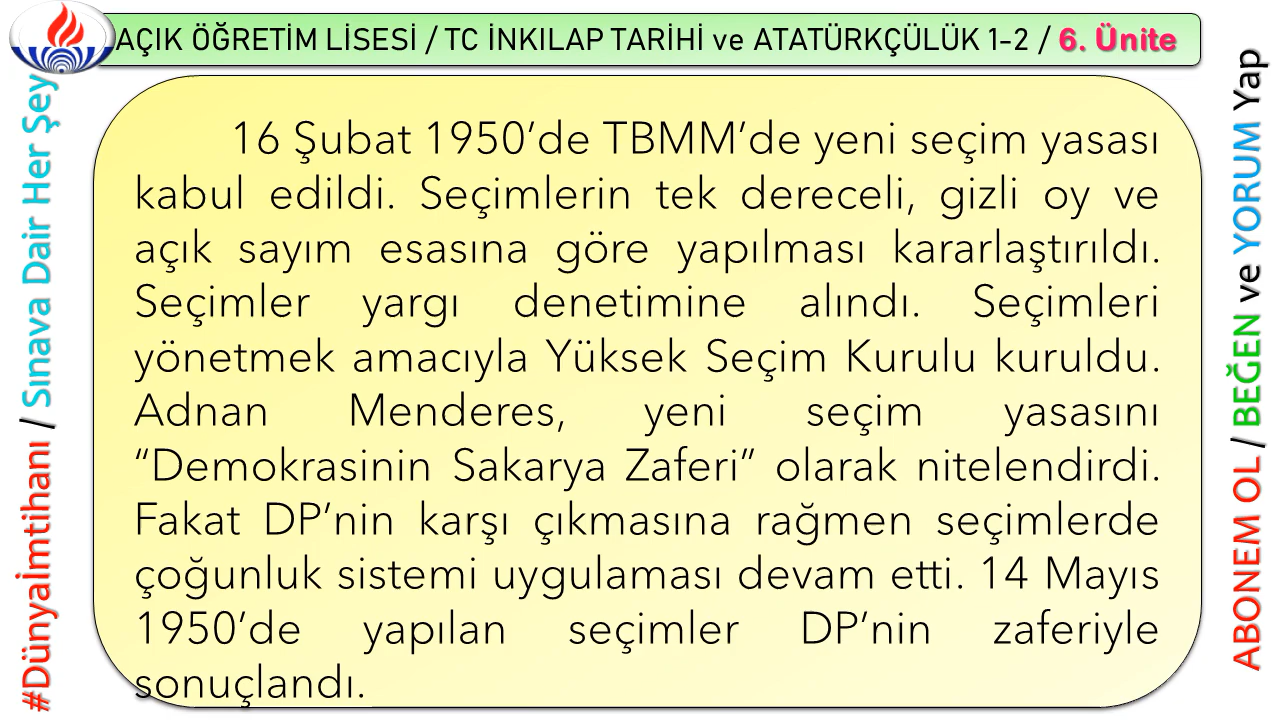 AÇIK ÖĞRETİM LİSESİ / TC İNKILAP TARİHİ ve ATATÜRKÇÜLÜK 1-2 / 6. Ünite
#Dünyaİmtihanı / Sınava Dair Her Şey
16 Şubat 1950’de TBMM’de yeni seçim yasası
kabul edildi. Seçimlerin tek dereceli, gizli oy ve
açık sayım esasına göre yapılması kararlaştırıldı.
Seçimler yargı denetimine alındı. Seçimleri
yönetmek amacıyla Yüksek Seçim Kurulu kuruldu.
Adnan Menderes, yeni seçim yasasını
“Demokrasinin Sakarya Zaferi” olarak nitelendirdi.
Fakat DP’nin karşı çıkmasına rağmen seçimlerde
çoğunluk sistemi uygulaması devam etti. 14 Mayıs
1950’de yapılan seçimler DP’nin zaferiyle
sonuçlandı.
ABONEM OL / BEĞEN ve YORUM Yap